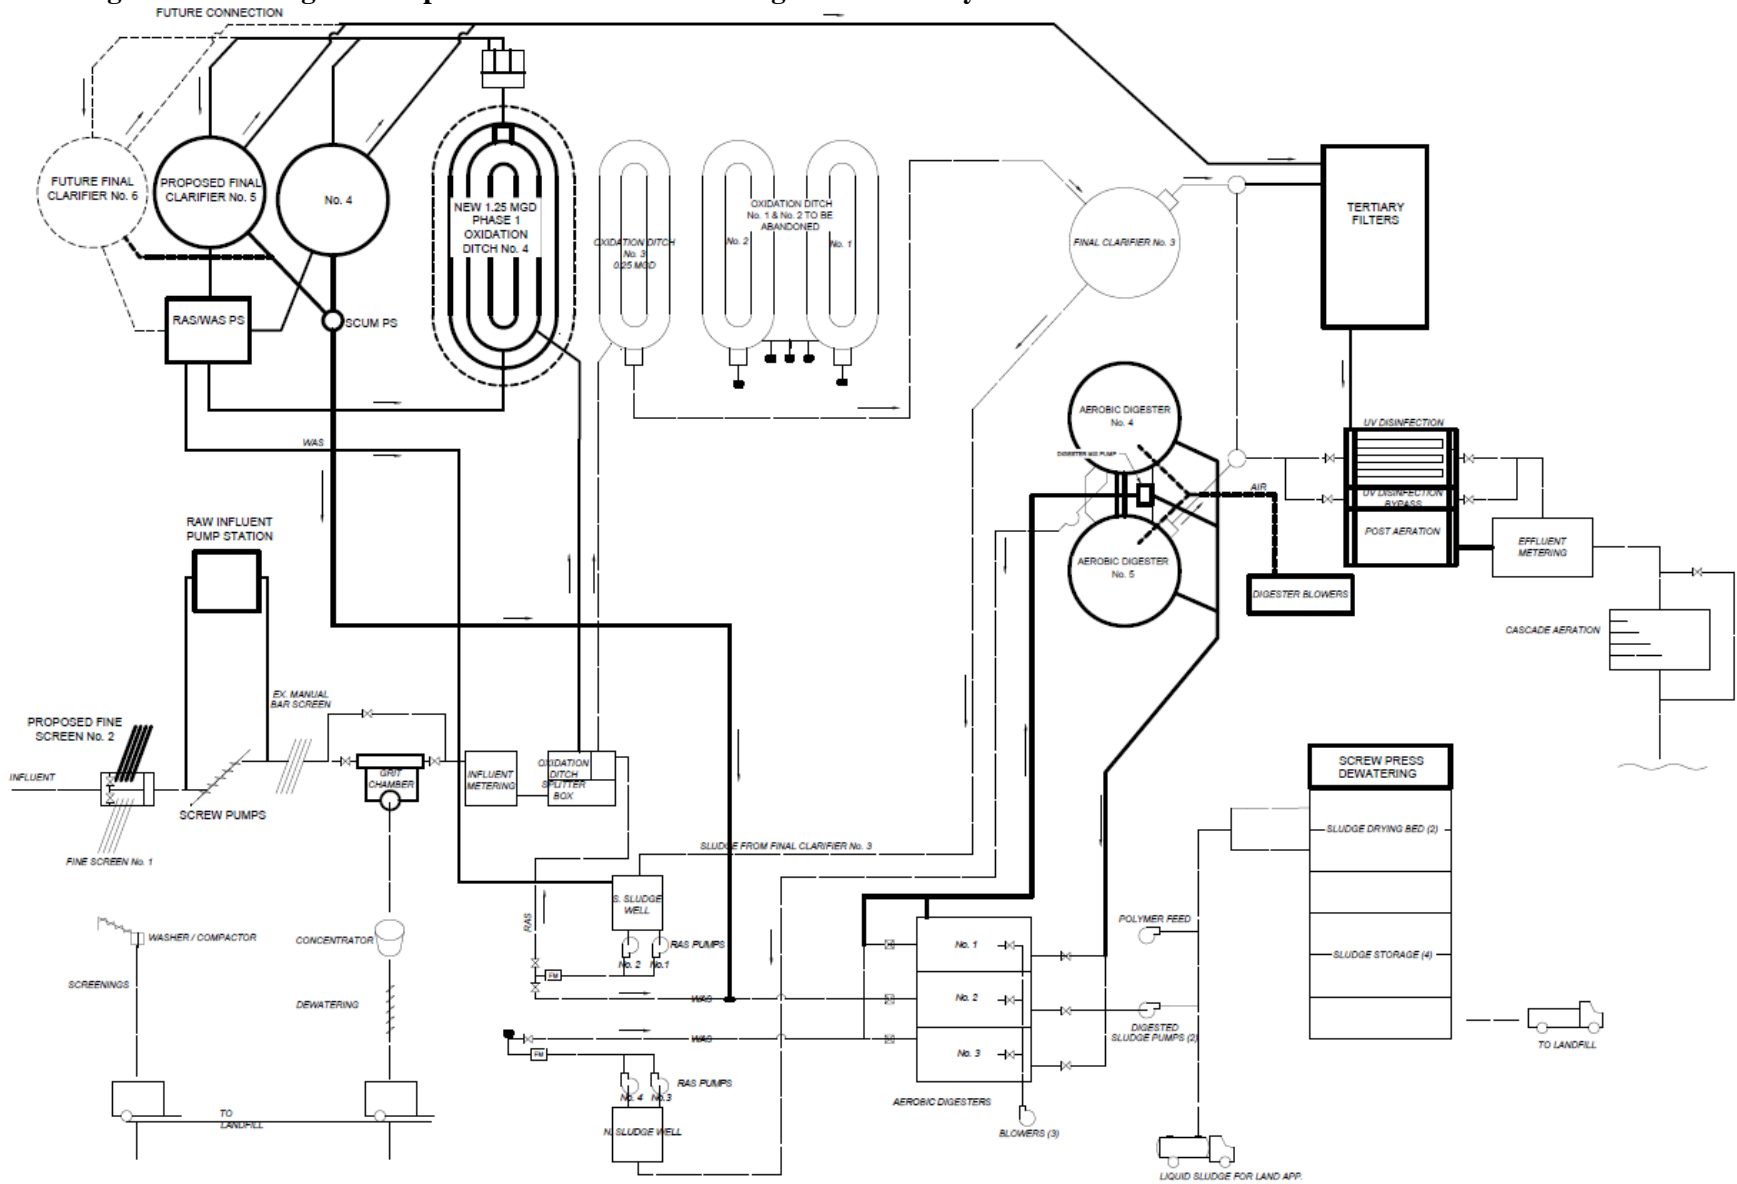 FUTURE CONNECTION
FUTURE FINAL
CLARIFIER No. 6
PROPOSED FINAL
CLARIFIER No. 5
No. 4
NEW 1.25 MGD
PHASE 1
OXIDATION
DITCH No. 4
OXIDATION DITCH
No. 3
0.25 MGD
OXIDATION DITCH
No. 1 & No. 2 TO BE
ABANDONED
No. 2
No. 1
FINAL CLARIFIER No. 3
TERTIARY
FILTERS
RAS/WAS PS
SCUM PS
WAS
AEROBIC DIGESTER
No. 4
DIGESTER MIX PUMP
AIR
AEROBIC DIGESTER
No. 5
DIGESTER BLOWERS
UV DISINFECTION
UV DISINFECTION
BYPASS
POST AERATION
EFFLUENT
METERING
CASCADE AERATION
RAW INFLUENT
PUMP STATION
EX. MANUAL
BAR SCREEN
PROPOSED FINE
SCREEN No. 2
INFLUENT
FINE SCREEN No. 1
SCREW PUMPS
GRIT
CHAMBER
INFLUENT
METERING
OXIDATION
DITCH
SPLITTER
BOX
SLUDGE FROM FINAL CLARIFIER No. 3
S. SLUDGE
WELL
RAS
RAS PUMPS
No. 2
No.1
FM
WAS
WAS
FM
RAS PUMPS
No. 4
No.3
N. SLUDGE WELL
WASHER / COMPACTOR
SCREENINGS
CONCENTRATOR
DEWATERING
TO
LANDFILL
No. 1
No. 2
No. 3
AEROBIC DIGESTERS
BLOWERS (3)
POLYMER FEED
DIGESTED
SLUDGE PUMPS (2)
LIQUID SLUDGE FOR LAND APP.
SCREW PRESS
DEWATERING
SLUDGE DRYING BED (2)
SLUDGE STORAGE (4)
TO LANDFILL